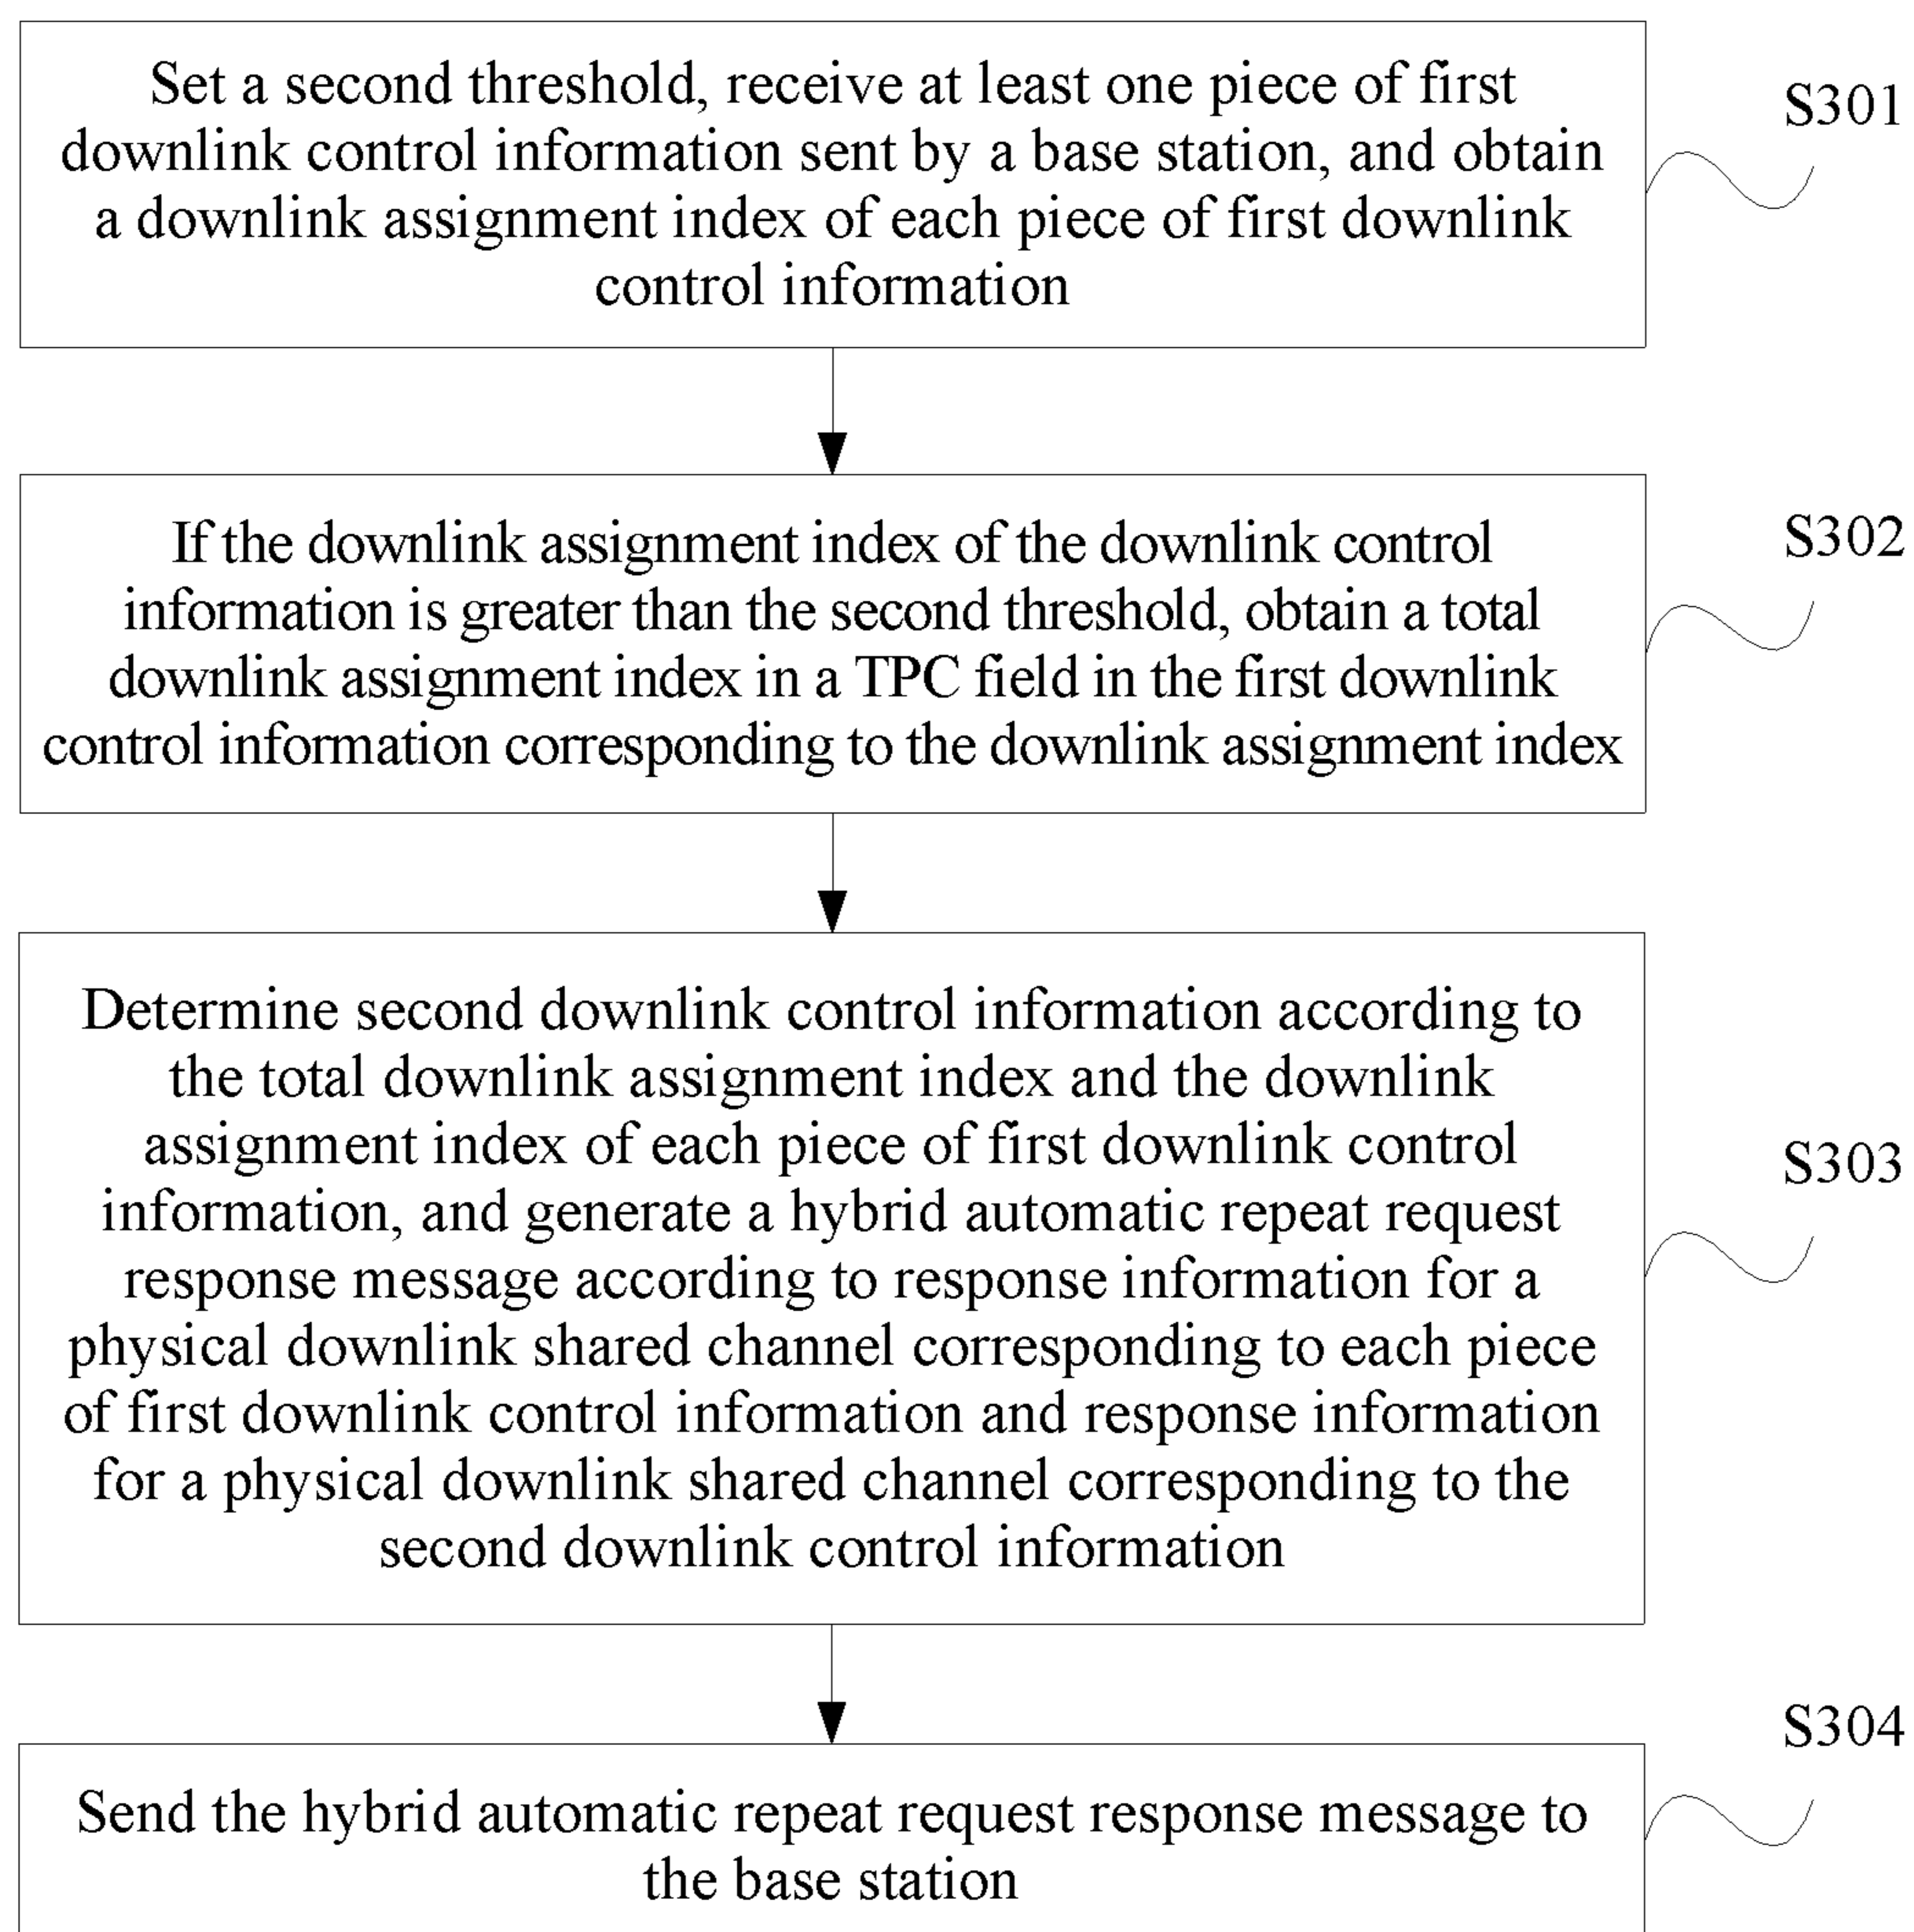 Set a second threshold, receive at least one piece of first
downlink control information sent by a base station, and obtain
a downlink assignment index of each piece of first downlink
control information
S301
If the downlink assignment index of the downlink control
information is greater than the second threshold, obtain a total
downlink assignment index in a TPC field in the first downlink
control information corresponding to the downlink assignment index
S302
Determine second downlink control information according to
the total downlink assignment index and the downlink
assignment index of each piece of first downlink control
information, and generate a hybrid automatic repeat request
response message according to response information for a
physical downlink shared channel corresponding to each piece
of first downlink control information and response information
for a physical downlink shared channel corresponding to the
second downlink control information
S303
Send the hybrid automatic repeat request response message to
the base station
S304